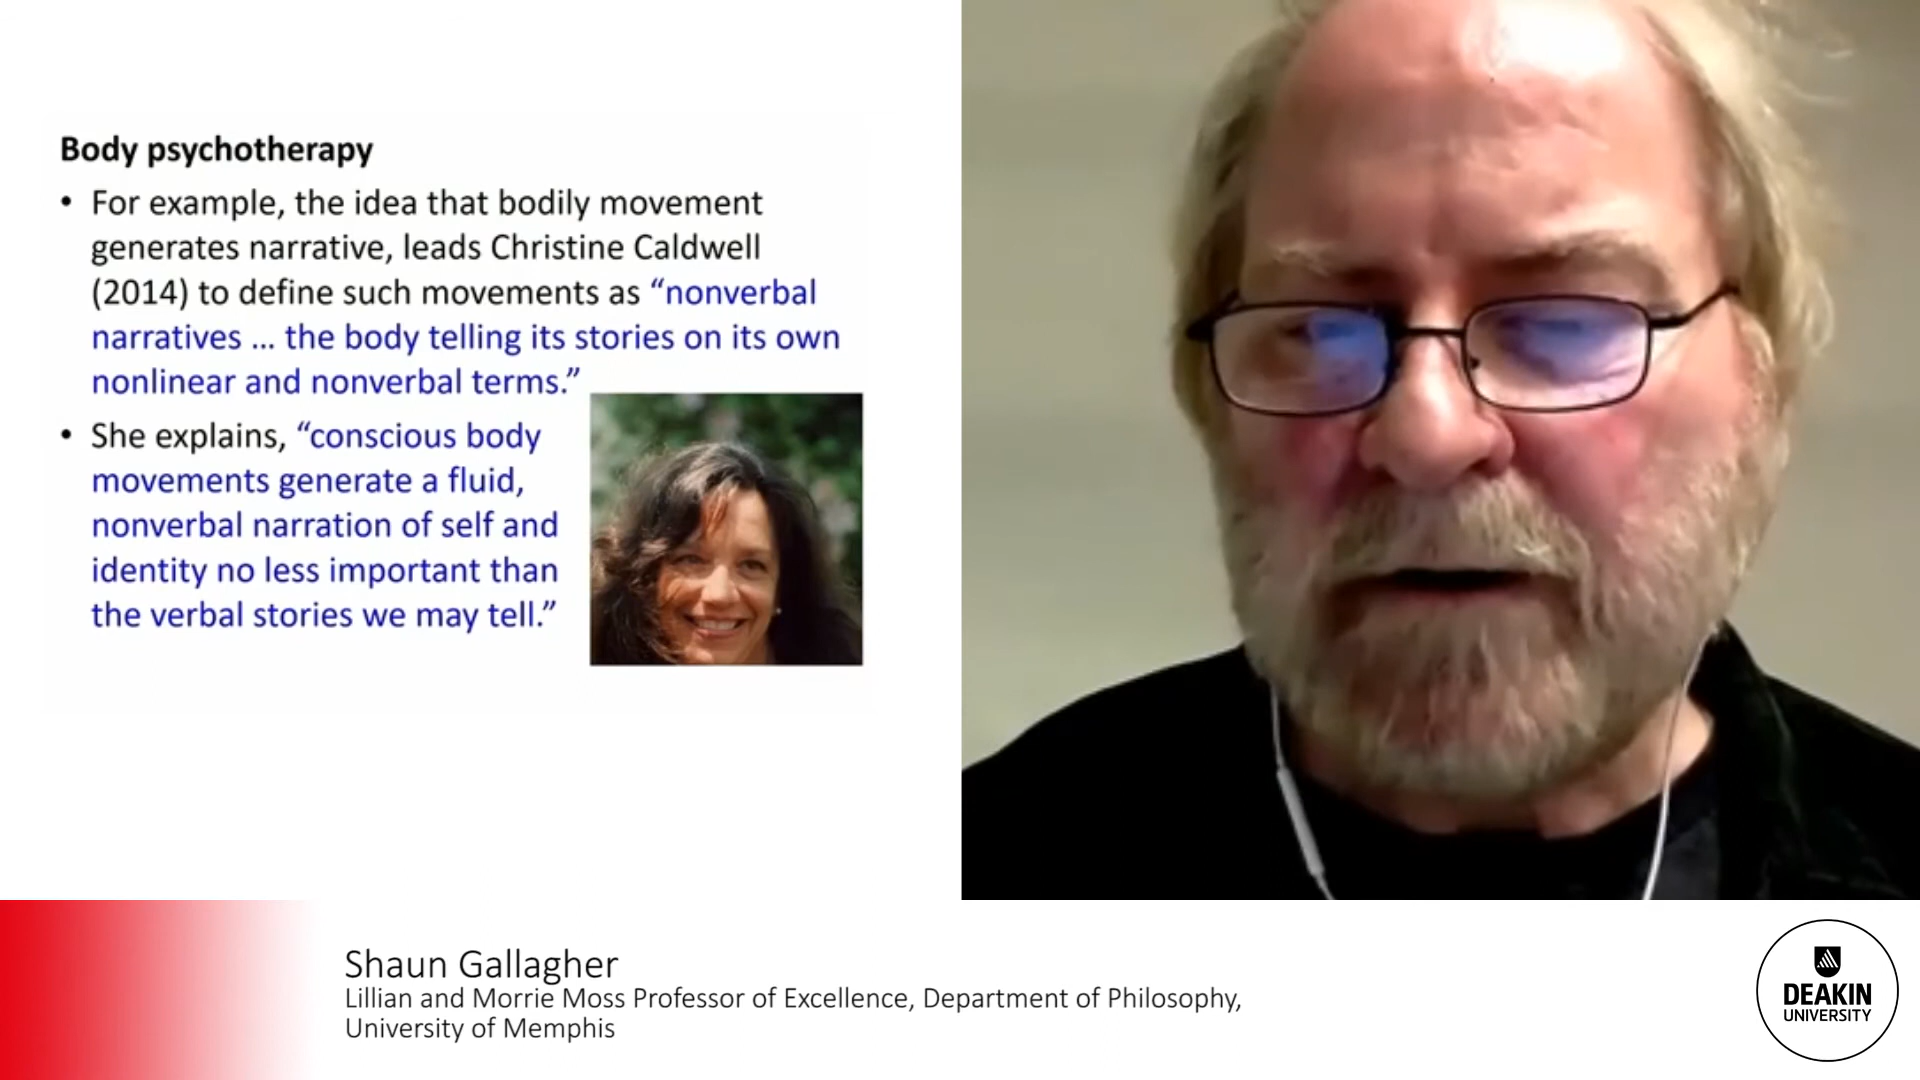 Body psychotherapy
• For example, the idea that bodily movement
generates narrative, leads Christine Caldwell
(2014) to define such movements as “nonverbal
narratives … the body telling its stories on its own
nonlinear and nonverbal terms.”
• She explains, “conscious body
movements generate a fluid,
nonverbal narration of self and
identity no less important than
the verbal stories we may tell.”
Shaun Gallagher
Lillian and Morrie Moss Professor of Excellence, Department of Philosophy,
University of Memphis
DEAKIN
UNIVERSITY